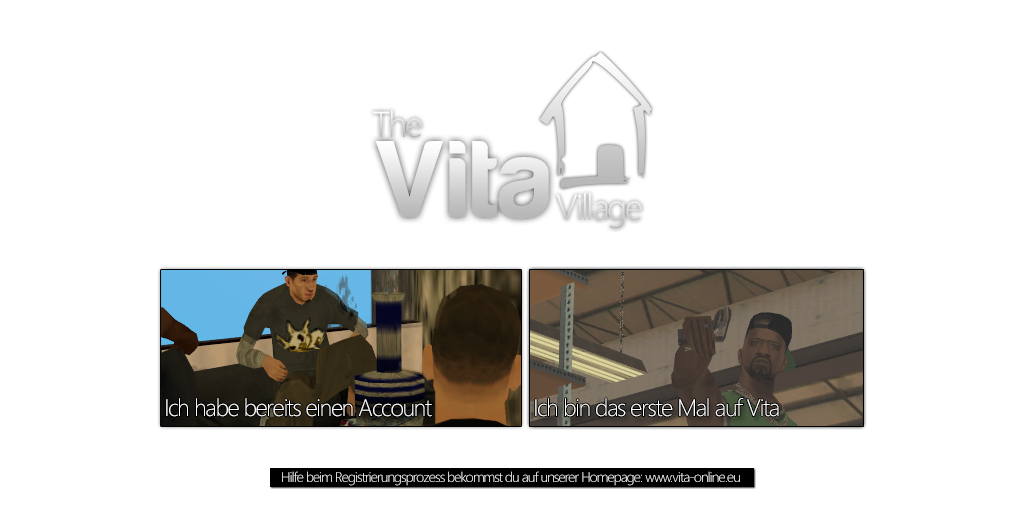 The
Vita
Village
Ich habe bereits einen Account
Ich bin das erste Mal auf Vita
Hilfe beim Registrierungsprozess bekommst du auf unserer Homepage: www.vita-online.eu